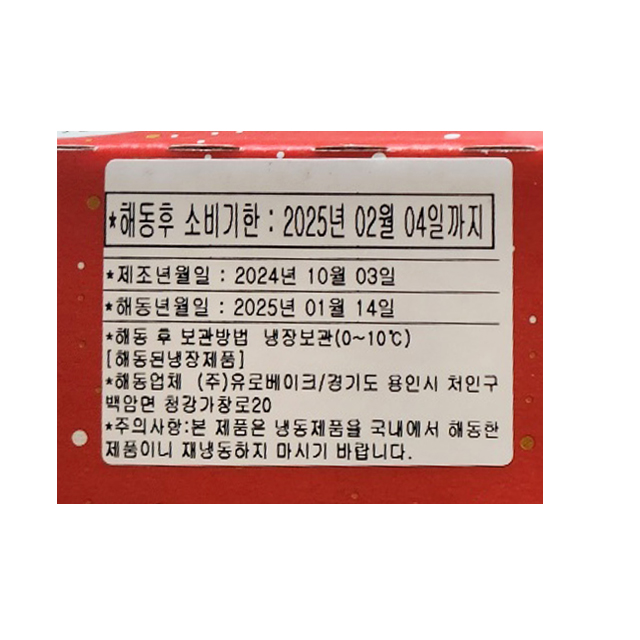 *해동후 소비기한 : 2025년 02월 04일까지
*제조년월일 : 2024년 10월 03일
*해동년월일 : 2025년 01월 14일
*해동 후 보관방법 냉장보관(0~10℃)
[해동된냉장제품]
*해동업체 (주)유로베이크/경기도 용인시 처인구
백암면 청강가창로20
*주의사항:본 제품은 냉동제품을 국내에서 해동한
제품이니 재냉동하지 마시기 바랍니다.